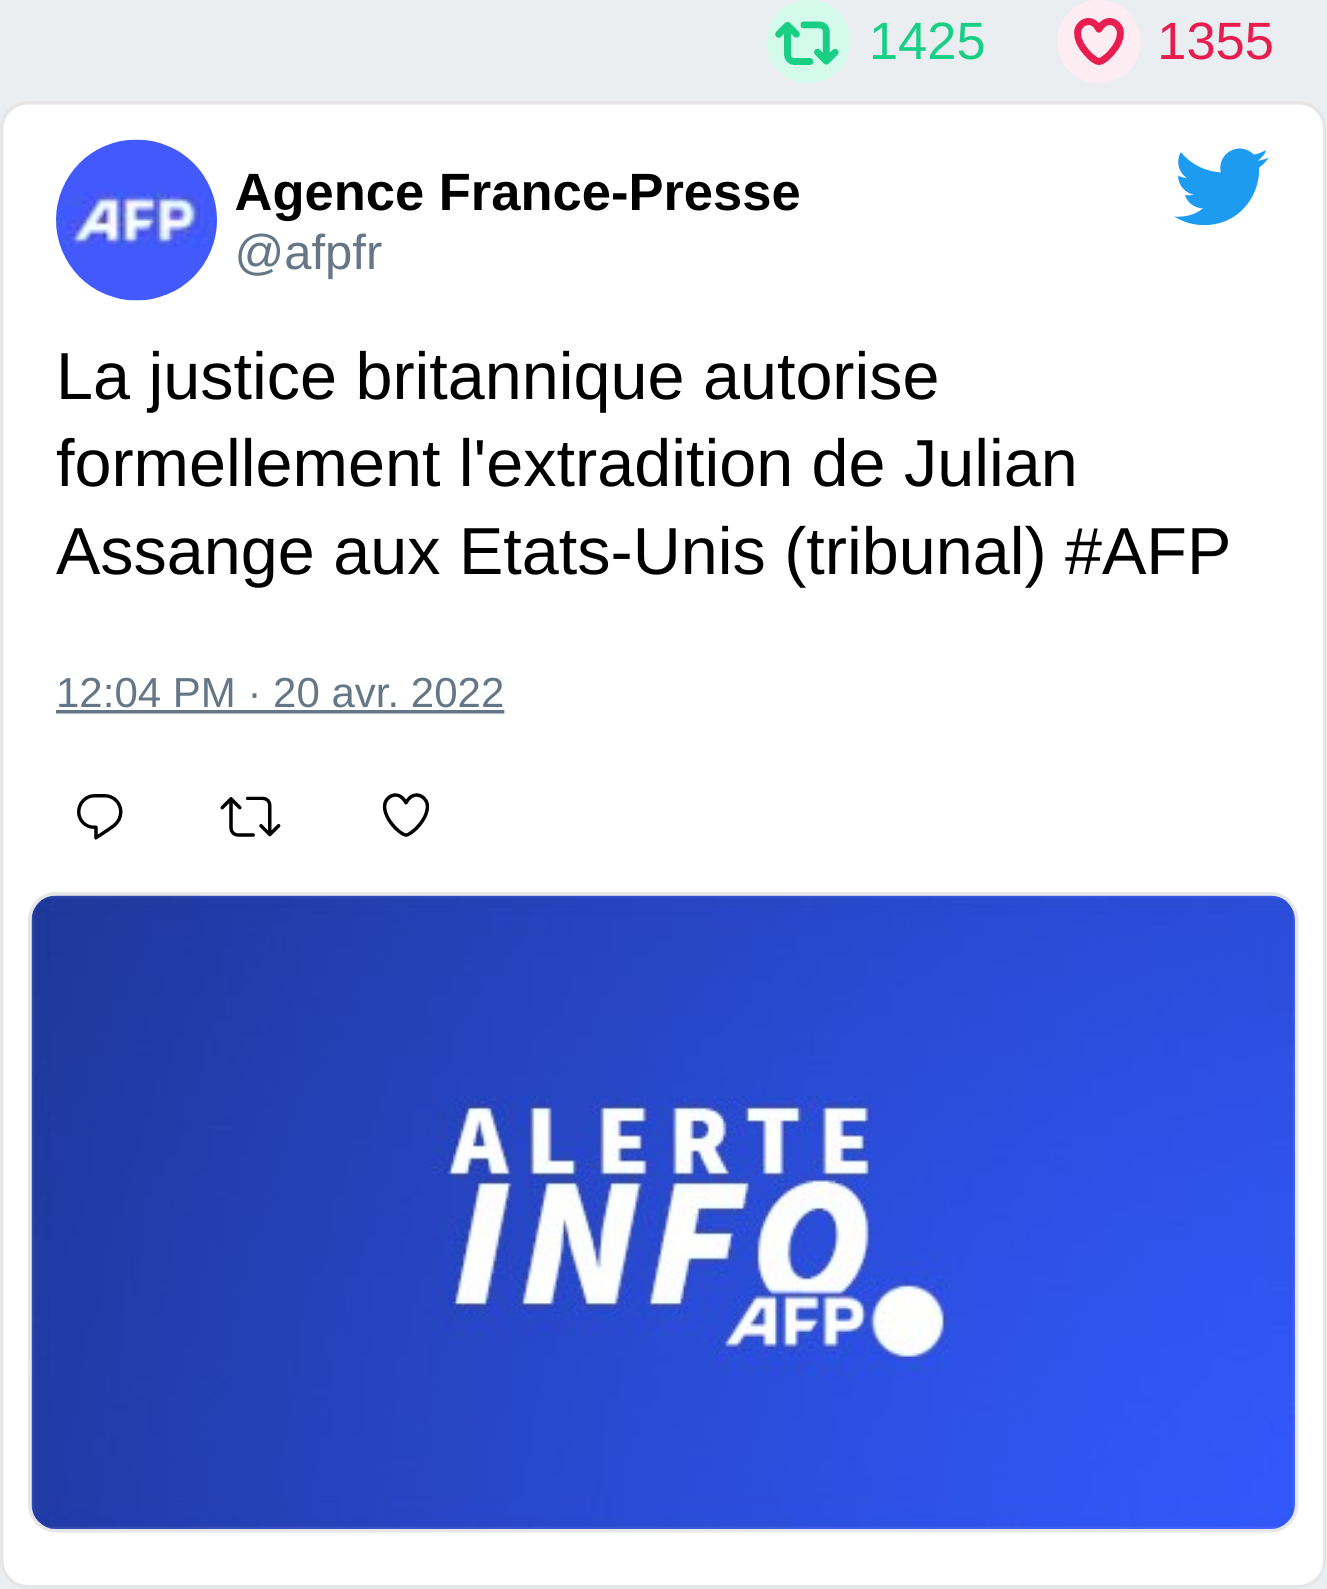 1425 1355
AFP
Agence France-Presse
@afpfr
La justice britannique autorise
formellement l'extradition de Julian
Assange aux Etats-Unis (tribunal) #AFP
12:04 PM · 20 avr. 2022
ALERTE
INFO
AFP